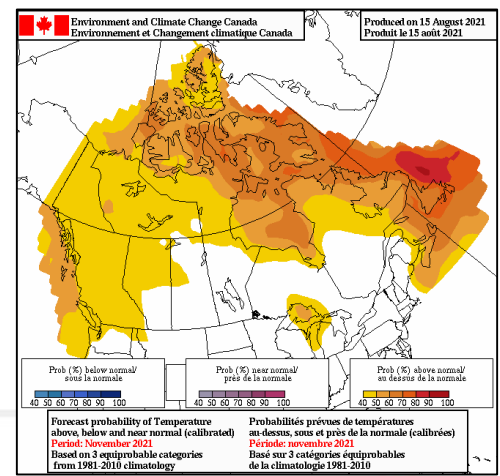 Environment and Climate Change Canada
Environnement et Changement climatique Canada
Produced on 15 August 2021
Produit le 15 août 2021
Prob (%) below normal/
sous la normale
40 50 60 70 80 90 100
Prob (%) near normal/
près de la normale
40 50 60 70 80 90 100
Prob (%) above normal/
au dessus de la normale
40 50 60 70 80 90 100
Forecast probability of Temperature
above, below and near normal (calibrated)
Period: November 2021
Based on 3 equiprobable categories
from 1981-2010 climatology
Probabilités prévues de températures
au-dessus, sous et près de la normale (calibrées)
Période: novembre 2021
Basé sur 3 catégories équiprobables
de la climatologie 1981-2010